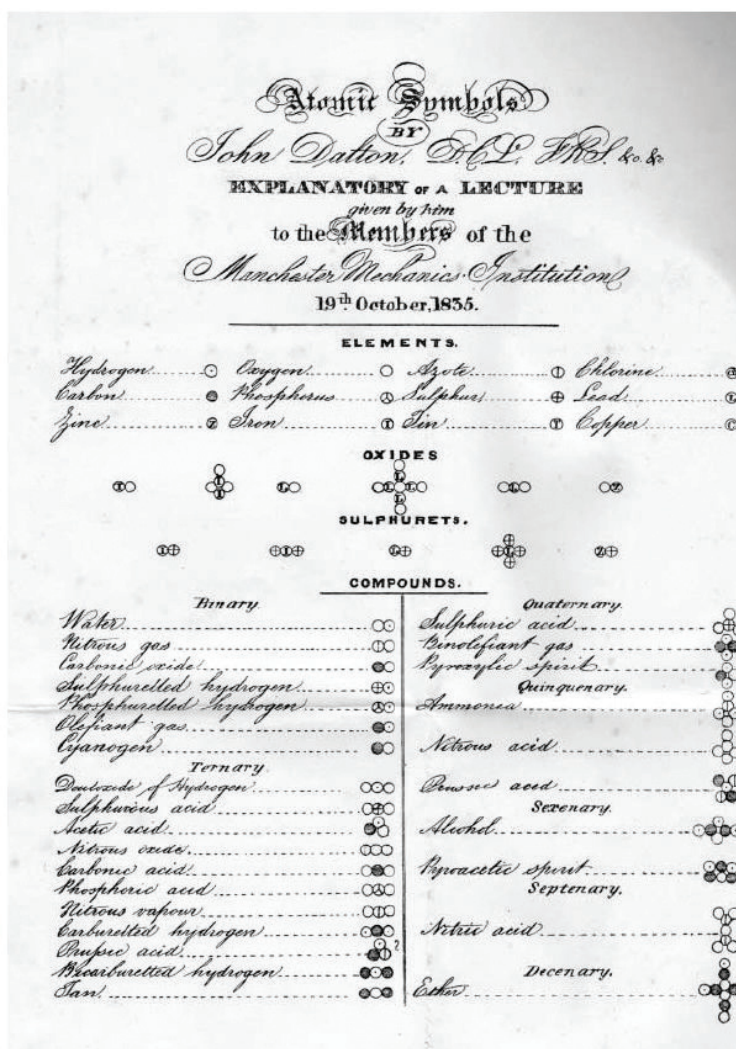 Atomic Symbols
BY
John Dalton, D.C.L. F.R.S. &c. &c
EXPLANATORY OF A LECTURE
given by him
to the Members of the
Manchester Mechanics' Institution
19th October, 1835.
ELEMENTS.
Hydrogen Oxygen Azote Chlorine
Carbon Phosphorus Sulphur Lead
Zinc Z Iron I Tin T Copper C
OXIDES
SULPHURETS.
COMPOUNDS.
Binary.
Water
Nitrous gas
Carbonic oxide
Sulphuretted hydrogen
Phosphuretted hydrogen
Olefiant gas
Cyanogen
Ternary.
Deutoxide of Hydrogen
Sulphurous acid
Acetic acid
Nitrous oxide
Carbonic acid
Phosphoric acid
Nitrous vapour
Carburetted hydrogen
Prussic acid 2
Bicarburetted hydrogen
Tan
Quaternary.
Sulphuric acid
Binolefiant gas
Pyroxylic spirit
Quinquenary.
Ammonia
Nitrous acid
Prussic acid
Sexenary.
Alcohol
Pyroacetic spirit
Septenary.
Nitric acid
Decenary.
Ether